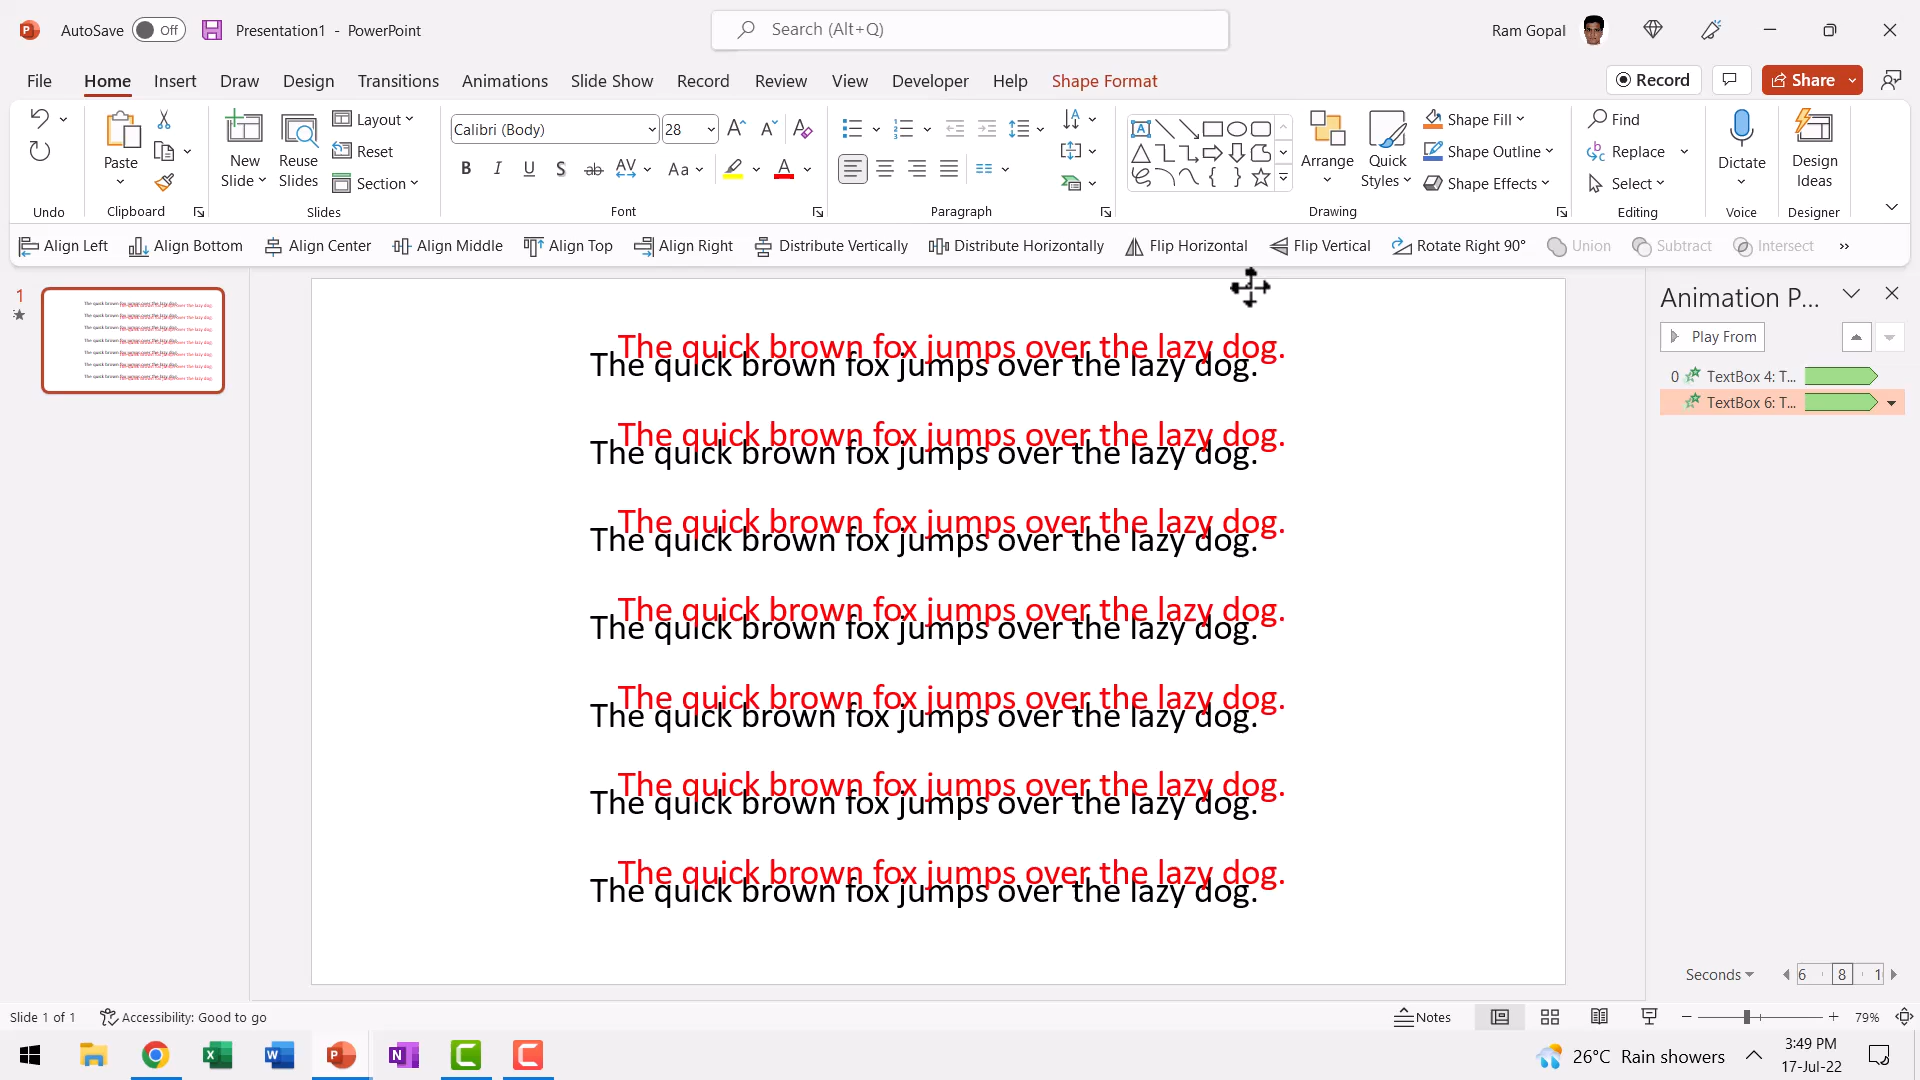 AutoSave Off Presentation1 - PowerPoint Search (Alt+Q) Ram Gopal
File Home Insert Draw Design Transitions Animations Slide Show Record Review View Developer Help Shape Format Record Share
Paste
New Slide
Reuse Slides
Layout
Reset
Section
Calibri (Body) 28
B I U S ab AV Aa A
Arrange
Quick Styles
Shape Fill
Shape Outline
Shape Effects
Find
Replace
Select
Dictate
Design Ideas
Undo Clipboard Slides Font Paragraph Drawing Editing Voice Designer
Align Left Align Bottom Align Center Align Middle Align Top Align Right Distribute Vertically Distribute Horizontally Flip Horizontal Flip Vertical Rotate Right 90° Union Subtract Intersect
1
The quick brown fox jumps over the lazy dog.
The quick brown fox jumps over the lazy dog.
The quick brown fox jumps over the lazy dog.
The quick brown fox jumps over the lazy dog.
The quick brown fox jumps over the lazy dog.
The quick brown fox jumps over the lazy dog.
The quick brown fox jumps over the lazy dog.
The quick brown fox jumps over the lazy dog.
The quick brown fox jumps over the lazy dog.
The quick brown fox jumps over the lazy dog.
The quick brown fox jumps over the lazy dog.
The quick brown fox jumps over the lazy dog.
The quick brown fox jumps over the lazy dog.
The quick brown fox jumps over the lazy dog.
Animation P...
Play From
0 TextBox 4: T...
TextBox 6: T...
Seconds 6 8 1
Slide 1 of 1 Accessibility: Good to go Notes 79%
26°C Rain showers 3:49 PM
17-Jul-22